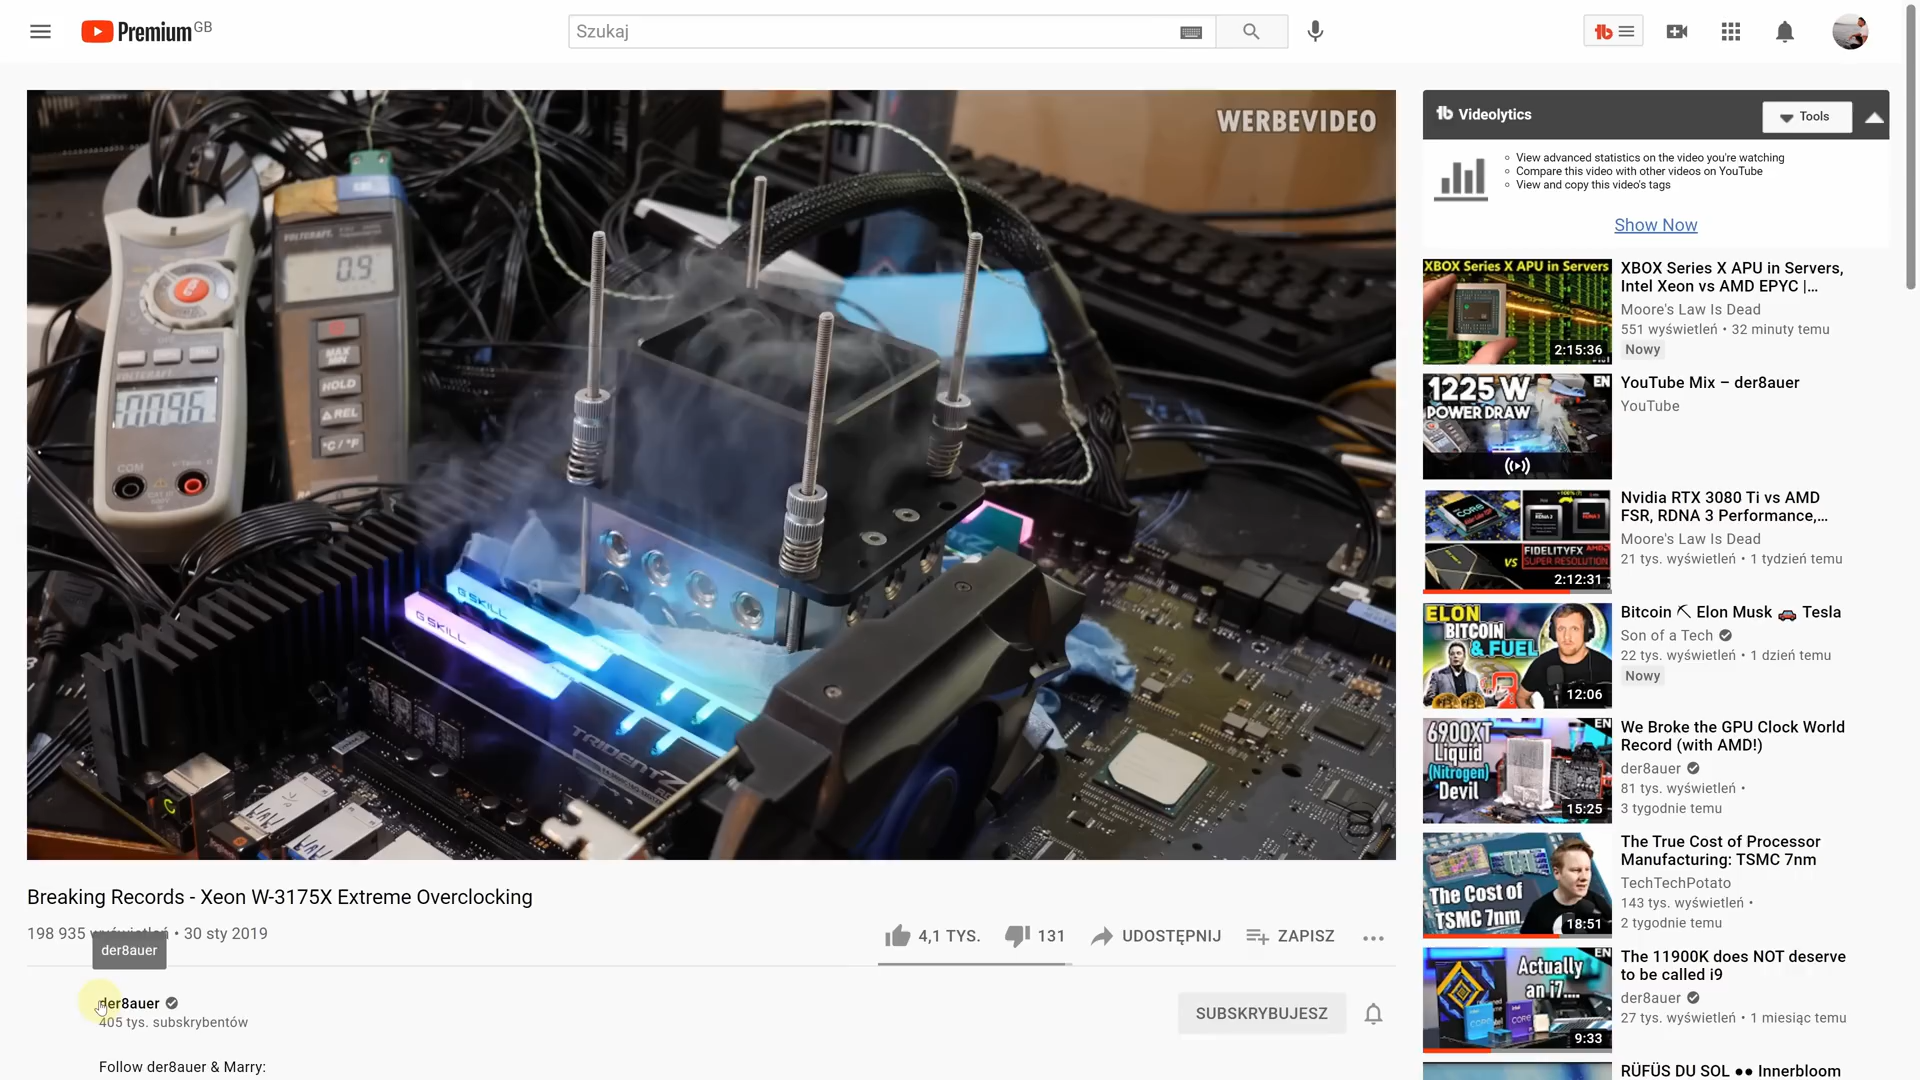 Premium GB
Szukaj
WERBEVIDEO
VOLTCRAFT
0.9
MAX
MIN
HOLD
REL
°C / °F
VOLTCRAFT
COM
G.SKILL
G.SKILL
TRIDENT Z
Breaking Records - Xeon W-3175X Extreme Overclocking
198 935 wyświetleń • 30 sty 2019
der8auer
4,1 TYS.
131
UDOSTĘPNIJ
ZAPISZ
der8auer
405 tys. subskrybentów
SUBSKRYBUJESZ
Follow der8auer & Marry:
tb Videolytics
Tools
View advanced statistics on the video you're watching
Compare this video with other videos on YouTube
View and copy this video's tags
Show Now
XBOX Series X APU in Servers
2:15:36
XBOX Series X APU in Servers,
Intel Xeon vs AMD EPYC |...
Moore's Law Is Dead
551 wyświetleń • 32 minuty temu
Nowy
1225 W
POWER DRAW
EN
YouTube Mix – der8auer
YouTube
CORE
VS
FIDELITYFX AMD
SUPER RESOLUTION
2:12:31
Nvidia RTX 3080 Ti vs AMD
FSR, RDNA 3 Performance,...
Moore's Law Is Dead
21 tys. wyświetleń • 1 tydzień temu
ELON
BITCOIN
& FUEL
12:06
Bitcoin ⛏ Elon Musk 🚗 Tesla
Son of a Tech
22 tys. wyświetleń • 1 dzień temu
Nowy
6900XT
Liquid
(Nitrogen)
Devil
EN
15:25
We Broke the GPU Clock World
Record (with AMD!)
der8auer
81 tys. wyświetleń •
3 tygodnie temu
The Cost of
TSMC 7nm
18:51
The True Cost of Processor
Manufacturing: TSMC 7nm
TechTechPotato
143 tys. wyświetleń •
2 tygodnie temu
Actually
an i7....
EN
CORE
9:33
The 11900K does NOT deserve
to be called i9
der8auer
27 tys. wyświetleń • 1 miesiąc temu
RÜFÜS DU SOL ●● Innerbloom